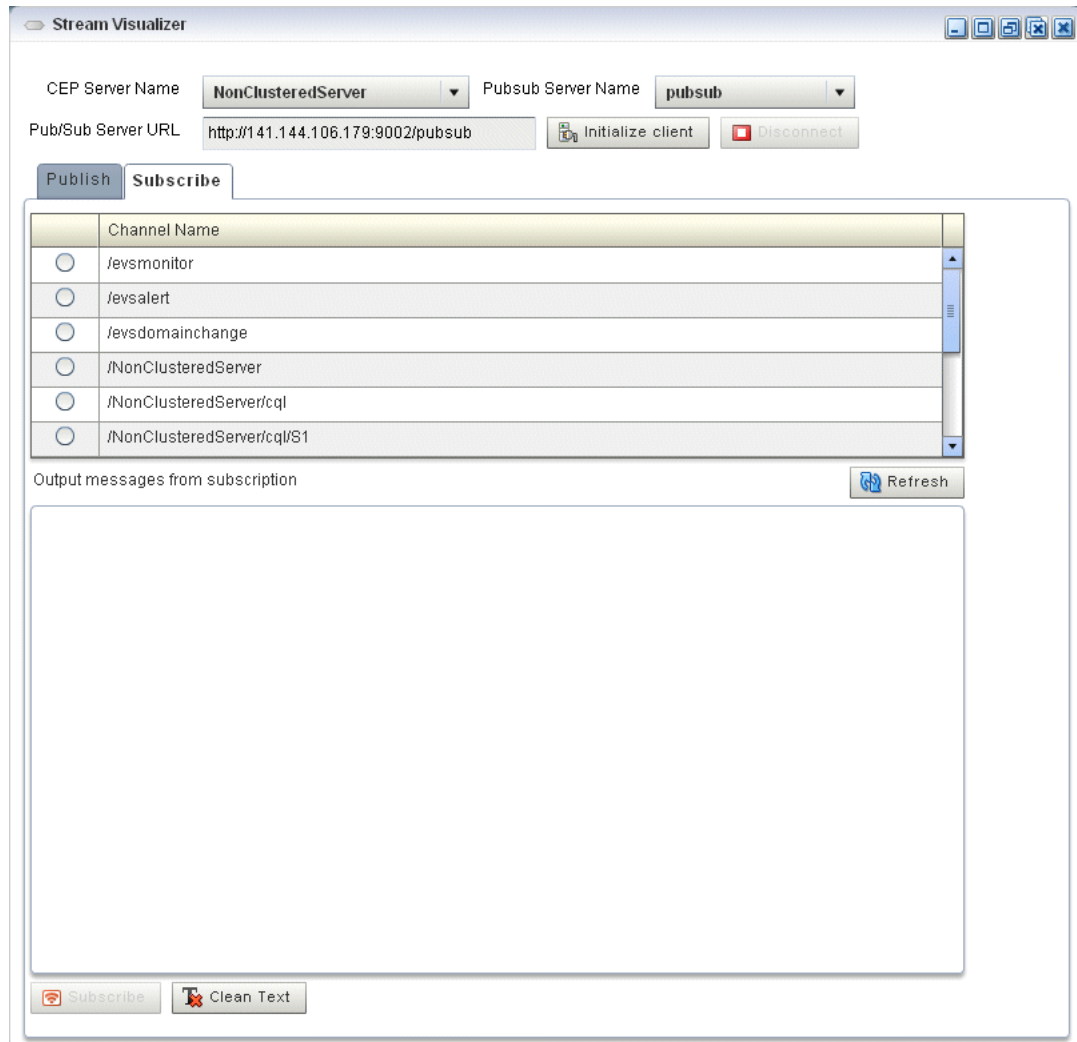 Stream Visualizer
CEP Server Name NonClusteredServer Pubsub Server Name pubsub
Pub/Sub Server URL http://141.144.106.179:9002/pubsub Initialize client Disconnect
Publish Subscribe
Channel Name
/evsmonitor
/evsalert
/evsdomainchange
/NonClusteredServer
/NonClusteredServer/cql
/NonClusteredServer/cql/S1
Output messages from subscription Refresh
Subscribe Clean Text